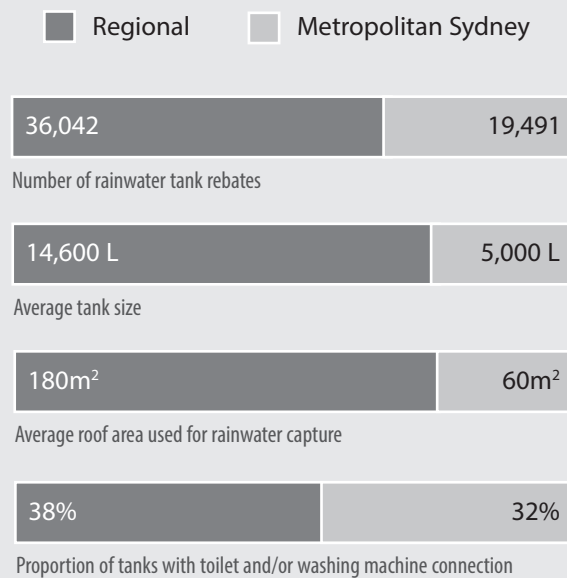 Regional Metropolitan Sydney
36,042 19,491
Number of rainwater tank rebates
14,600 L 5,000 L
Average tank size
180m² 60m²
Average roof area used for rainwater capture
38% 32%
Proportion of tanks with toilet and/or washing machine connection